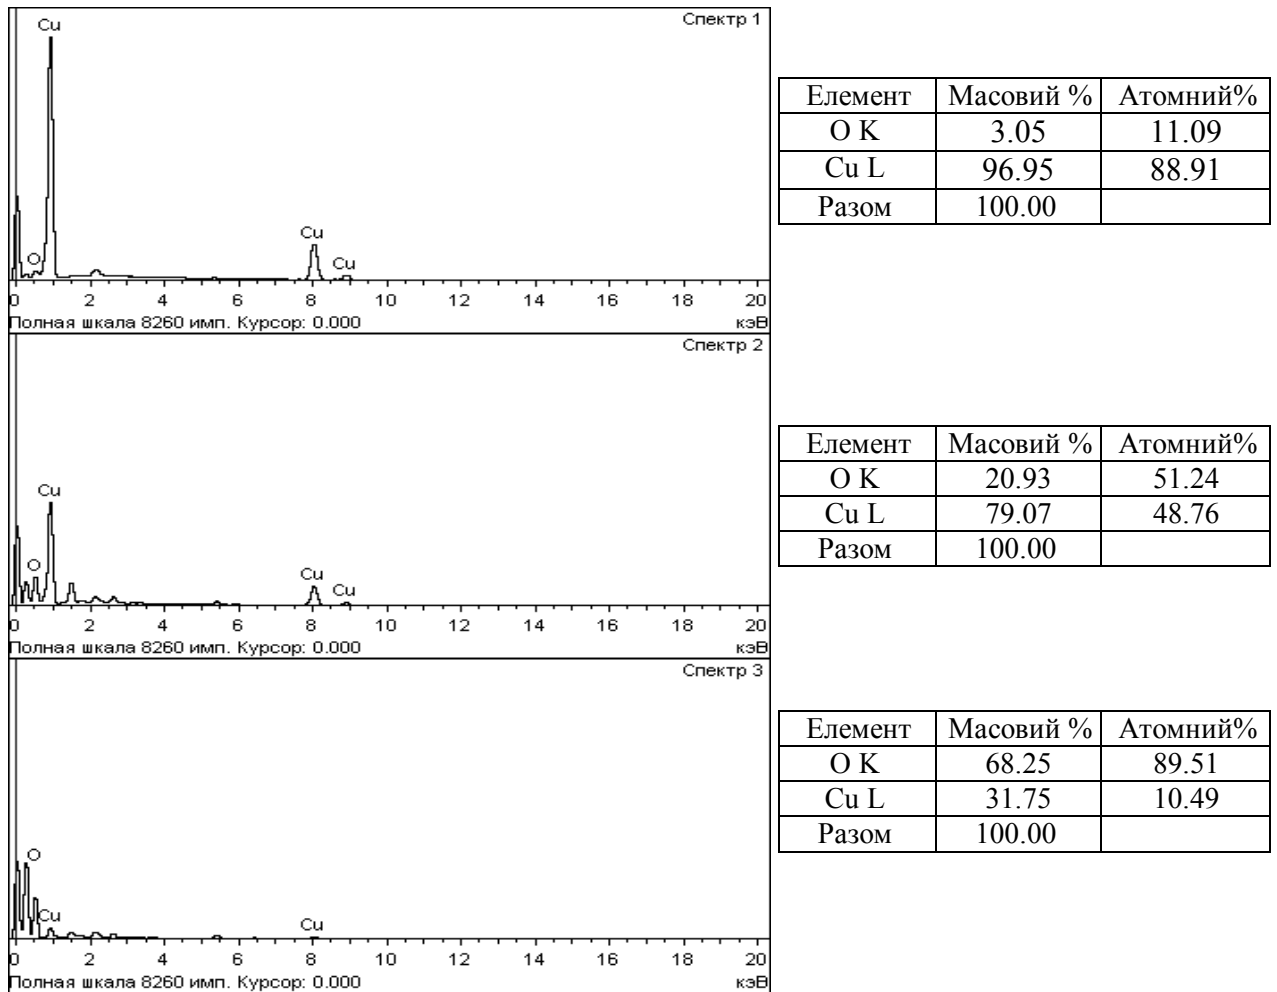 Спектр 1
Cu
O
Cu
Cu
0 2 4 6 8 10 12 14 16 18 20
Полная шкала 8260 имп. Курсор: 0.000 кэВ
Елемент Масовий % Атомний%
O K 3.05 11.09
Cu L 96.95 88.91
Разом 100.00
Спектр 2
Cu
O
Cu
Cu
0 2 4 6 8 10 12 14 16 18 20
Полная шкала 8260 имп. Курсор: 0.000 кэВ
Елемент Масовий % Атомний%
O K 20.93 51.24
Cu L 79.07 48.76
Разом 100.00
Спектр 3
O
Cu
Cu
0 2 4 6 8 10 12 14 16 18 20
Полная шкала 8260 имп. Курсор: 0.000 кэВ
Елемент Масовий % Атомний%
O K 68.25 89.51
Cu L 31.75 10.49
Разом 100.00